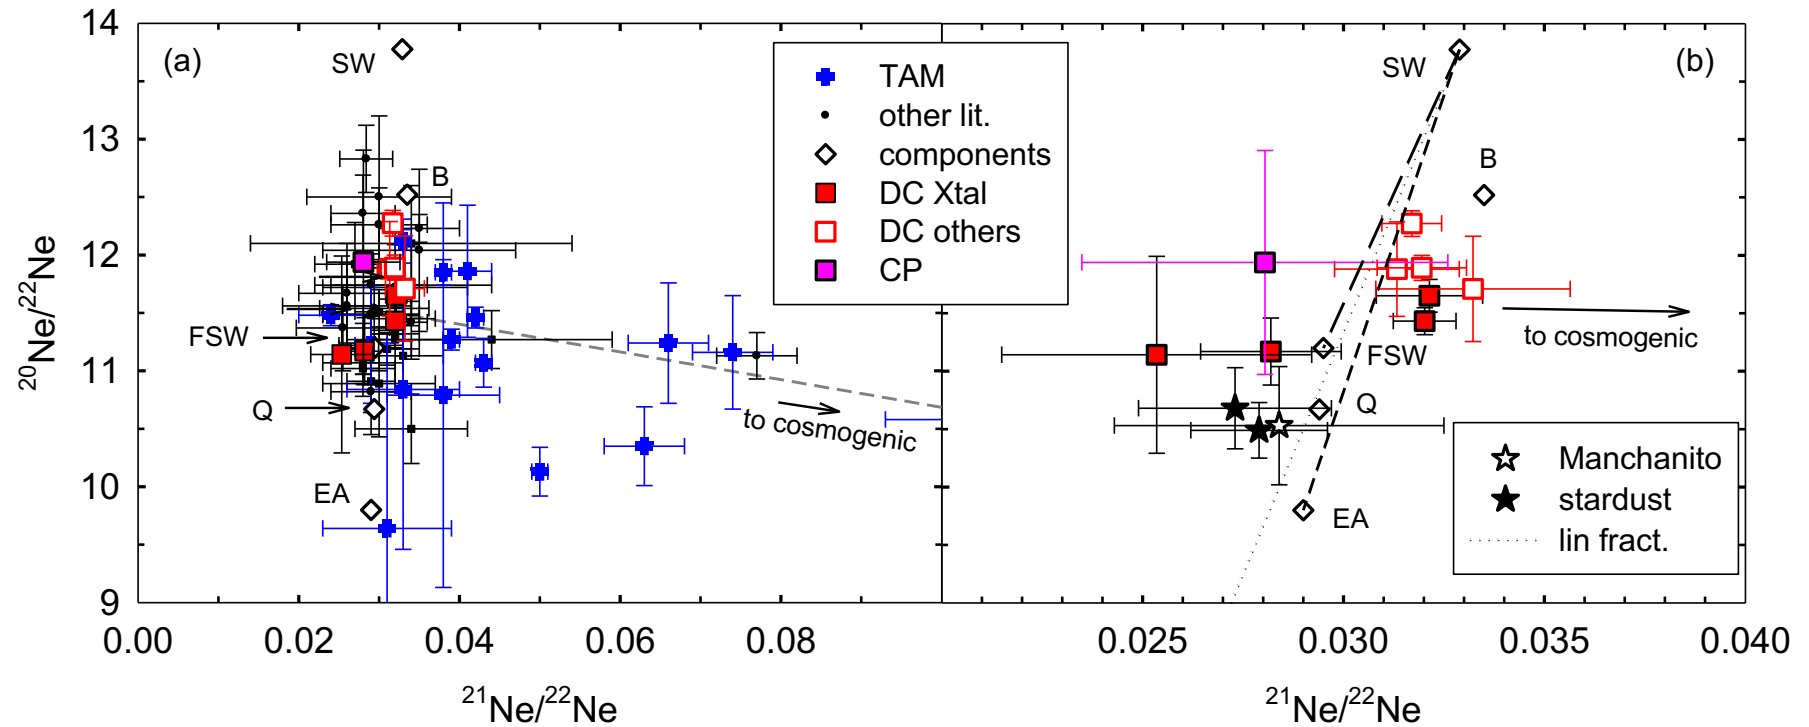 (a)
SW
B
FSW
Q
EA
to cosmogenic
TAM
other lit.
components
DC Xtal
DC others
CP
(b)
SW
B
FSW
Q
EA
to cosmogenic
Manchanito
stardust
lin fract.
14
13
12
11
10
9
²⁰Ne/²²Ne
0.00 0.02 0.04 0.06 0.08
0.025 0.030 0.035 0.040
²¹Ne/²²Ne
²¹Ne/²²Ne